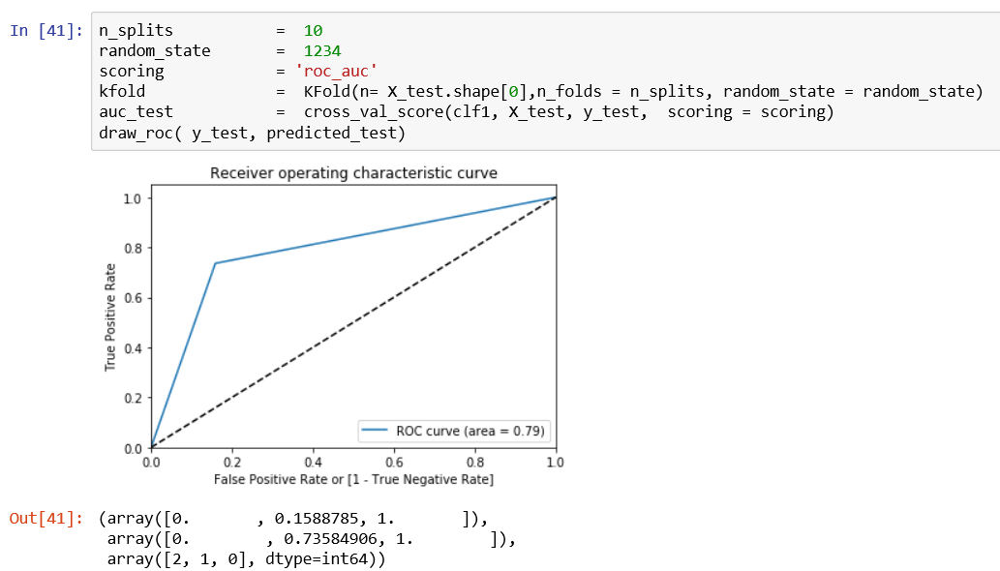 In [41]: n_splits = 10
random_state = 1234
scoring = 'roc_auc'
kfold = KFold(n= X_test.shape[0],n_folds = n_splits, random_state = random_state)
auc_test = cross_val_score(clf1, X_test, y_test, scoring = scoring)
draw_roc( y_test, predicted_test)
Receiver operating characteristic curve
True Positive Rate
1.0
0.8
0.6
0.4
0.2
0.0
ROC curve (area = 0.79)
0.0 0.2 0.4 0.6 0.8 1.0
False Positive Rate or [1 - True Negative Rate]
Out[41]: (array([0. , 0.1588785, 1. ]),
array([0. , 0.73584906, 1. ]),
array([2, 1, 0], dtype=int64))